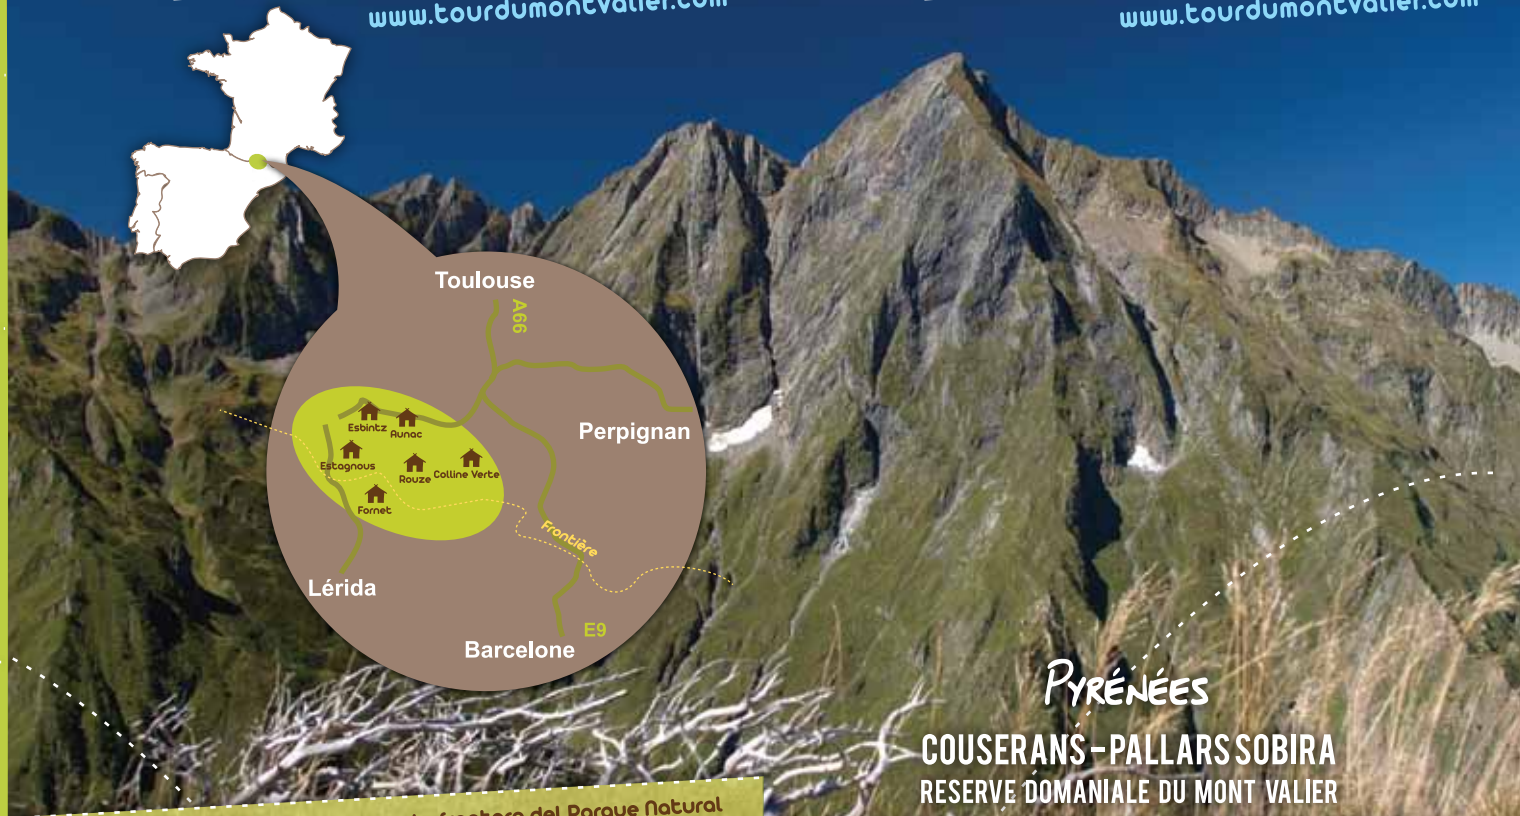 www.tourdumontvalier.com
www.tourdumontvalier.com
Toulouse
A66
Perpignan
Esbintz
Aunac
Estagnous
Rouze
Colline Verte
Fornet
Frontière
Lérida
E9
Barcelone
PYRÉNÉES
COUSERANS - PALLARS SOBIRA
RESERVE DOMANIALE DU MONT VALIER
frontera del Parque Natural